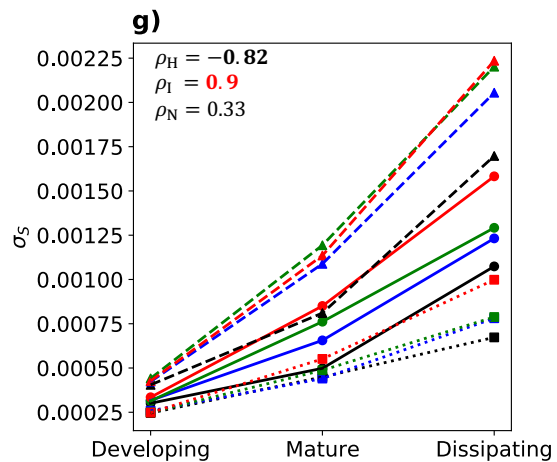 g)
ρH = −0.82
ρI = 0.9
ρN = 0.33
0.00225
0.00200
0.00175
0.00150
0.00125
0.00100
0.00075
0.00050
0.00025
σS
Developing Mature Dissipating